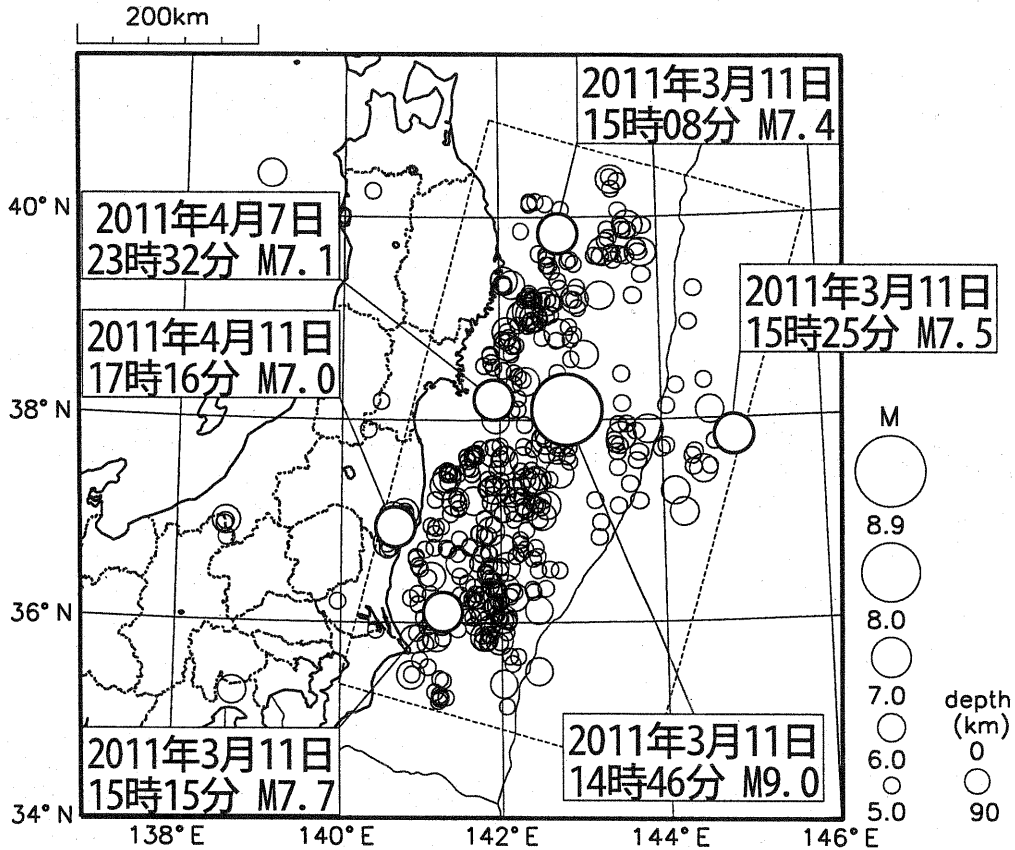 200km
2011年3月11日
15時08分 M7.4
40°N
2011年4月7日
23時32分 M7.1
2011年3月11日
15時25分 M7.5
2011年4月11日
17時16分 M7.0
38°N
36°N
2011年3月11日
15時15分 M7.7
2011年3月11日
14時46分 M9.0
34°N
138°E
140°E
142°E
144°E
146°E
M
8.9
8.0
7.0
6.0
5.0
depth
(km)
0
90